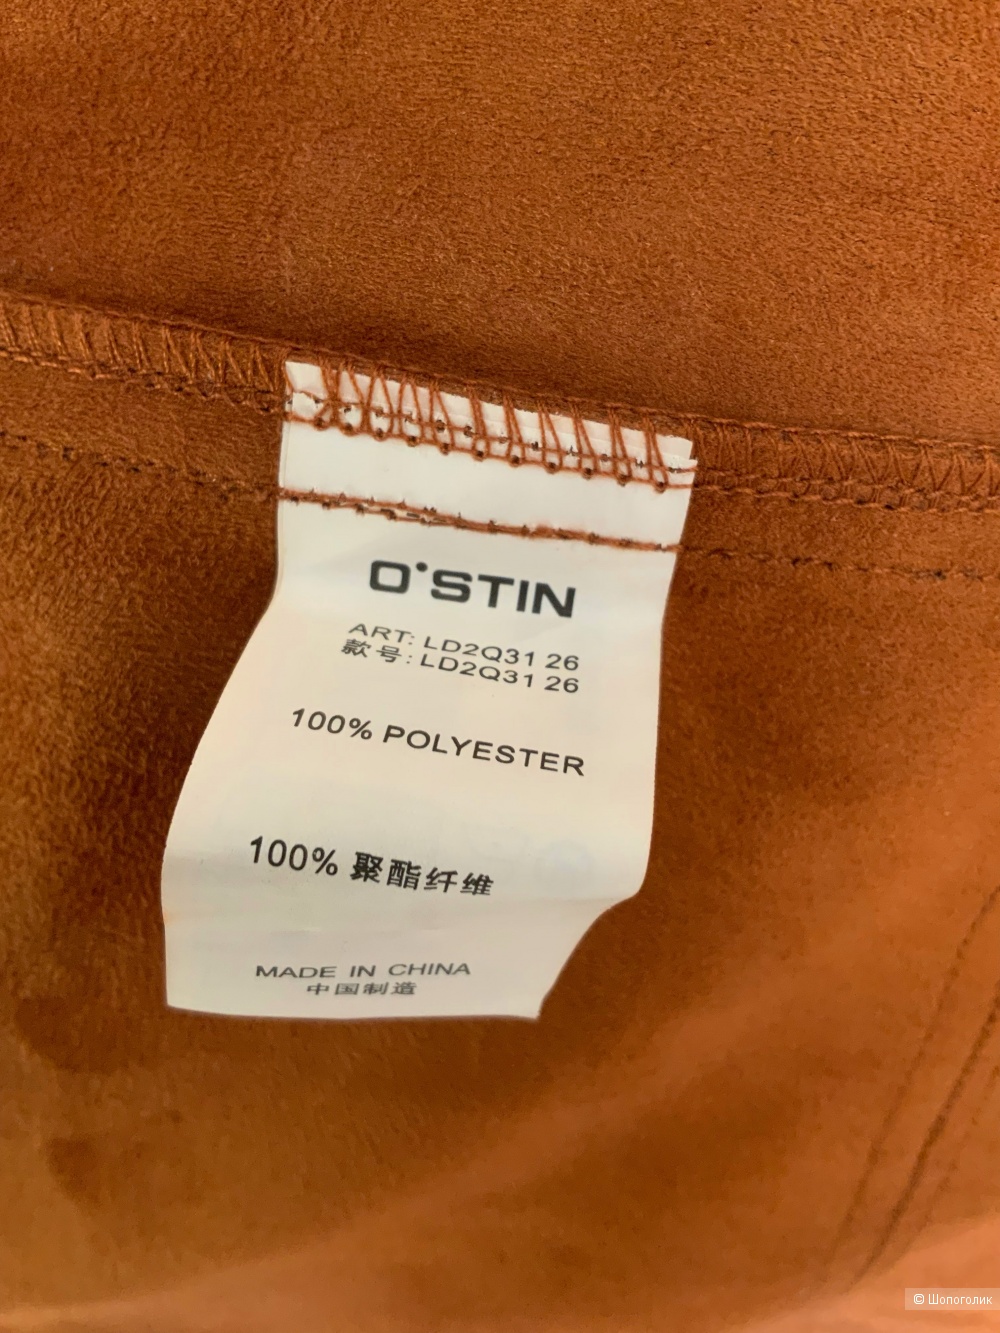 O'STIN
ART: LD2Q31 26
款号: LD2Q31 26
100% POLYESTER
100% 聚酯纤维
MADE IN CHINA
中国制造
© Шопоголик